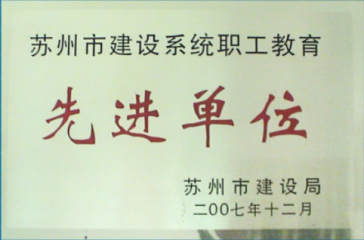 苏州市建设系统职工教育
先进单位
苏州市建设局
二00七年十二月